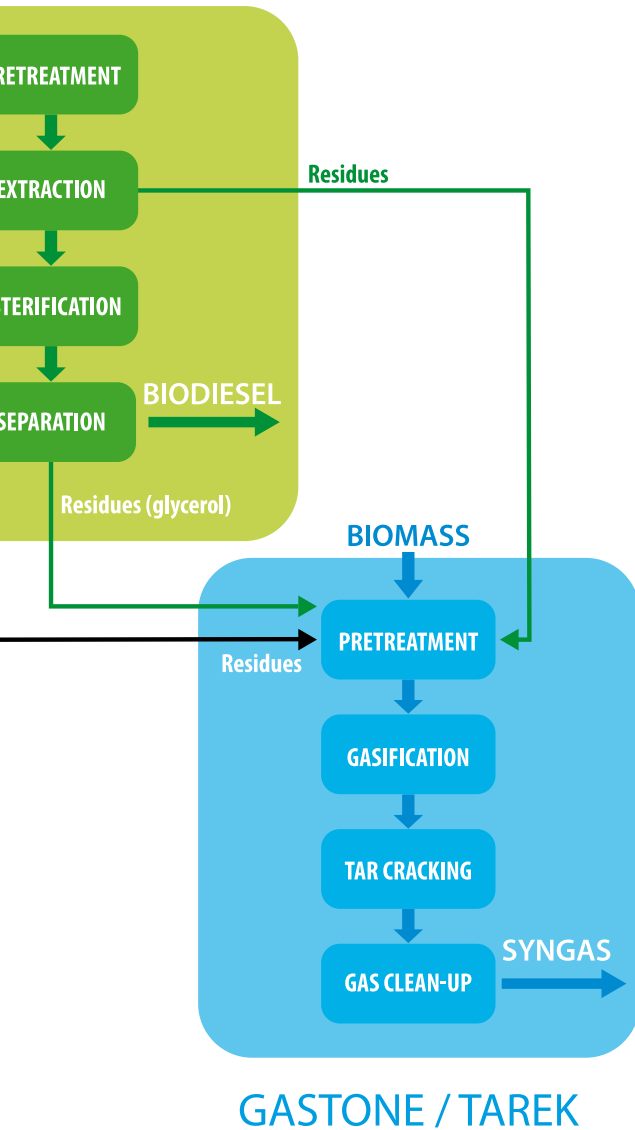 RETREATMENT
EXTRACTION
Residues
TERIFICATION
BIODIESEL
SEPARATION
Residues (glycerol)
BIOMASS
PRETREATMENT
Residues
GASIFICATION
TAR CRACKING
SYNGAS
GAS CLEAN-UP
GASTONE / TAREK